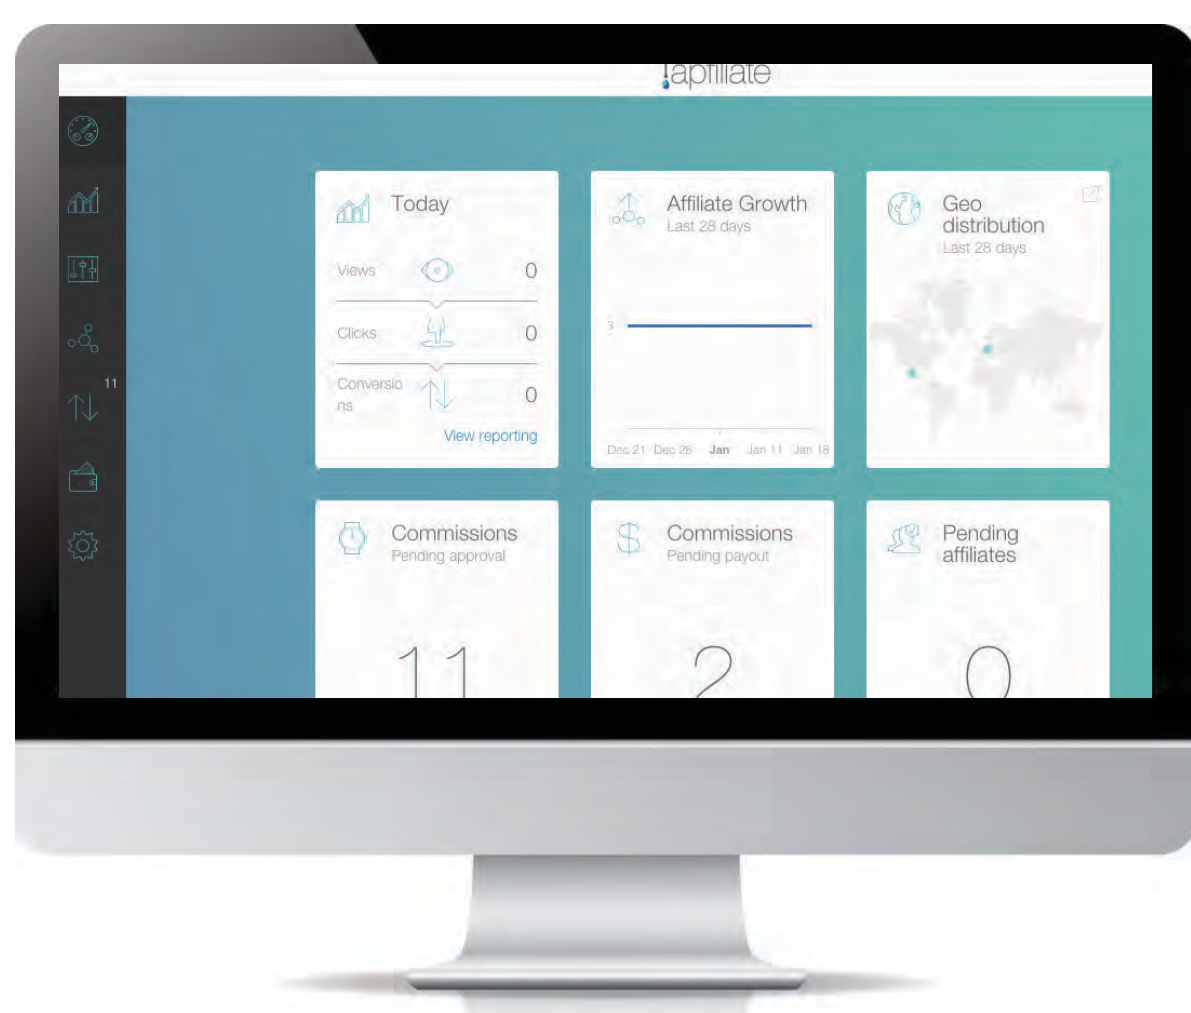 tapfiliate
Today
Views
0
Clicks
0
Conversio
ns
0
View reporting
Affiliate Growth
Last 28 days
3
Dec 21 Dec 28 Jan Jan 11 Jan 18
Geo
distribution
Last 28 days
11
Commissions
Pending approval
11
Commissions
Pending payout
2
Pending
affiliates
0